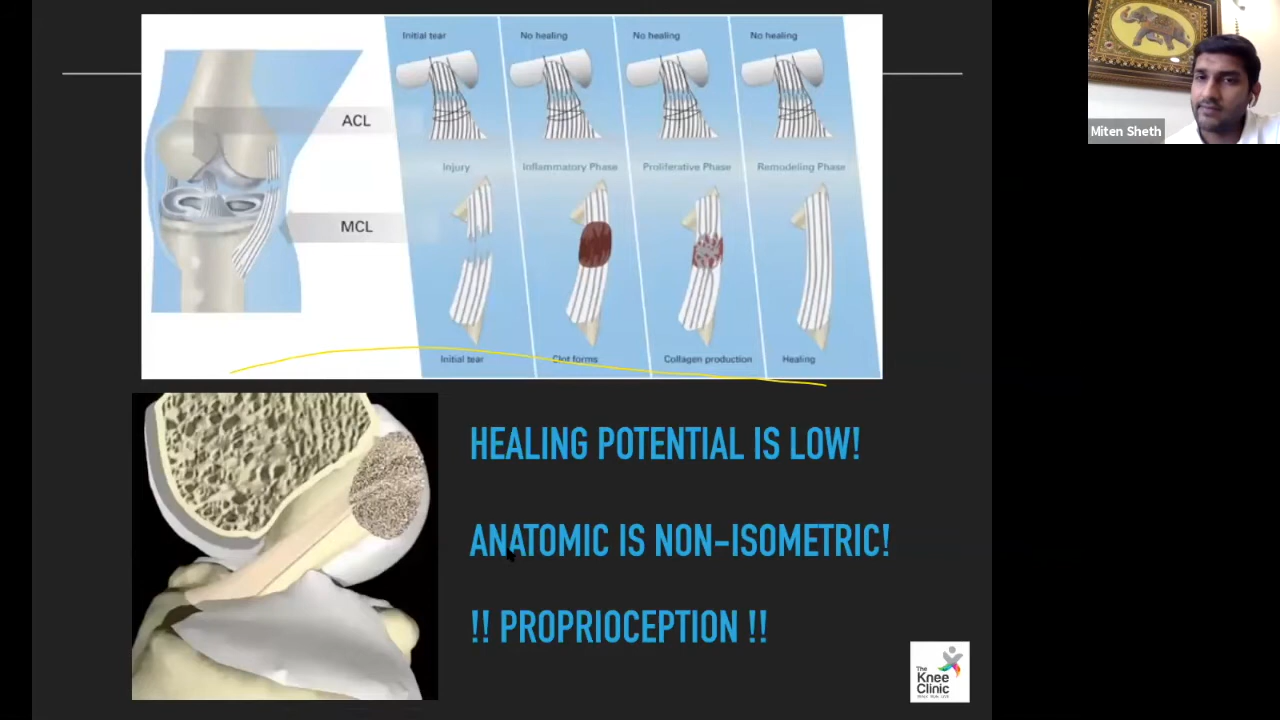 Initial tear
No healing
No healing
No healing
ACL
Injury
Inflammatory Phase
Proliferative Phase
Remodeling Phase
MCL
Initial tear
Clot forms
Collagen production
Healing
HEALING POTENTIAL IS LOW!
ANATOMIC IS NON-ISOMETRIC!
!! PROPRIOCEPTION !!
The
Knee
Clinic
Miten Sheth